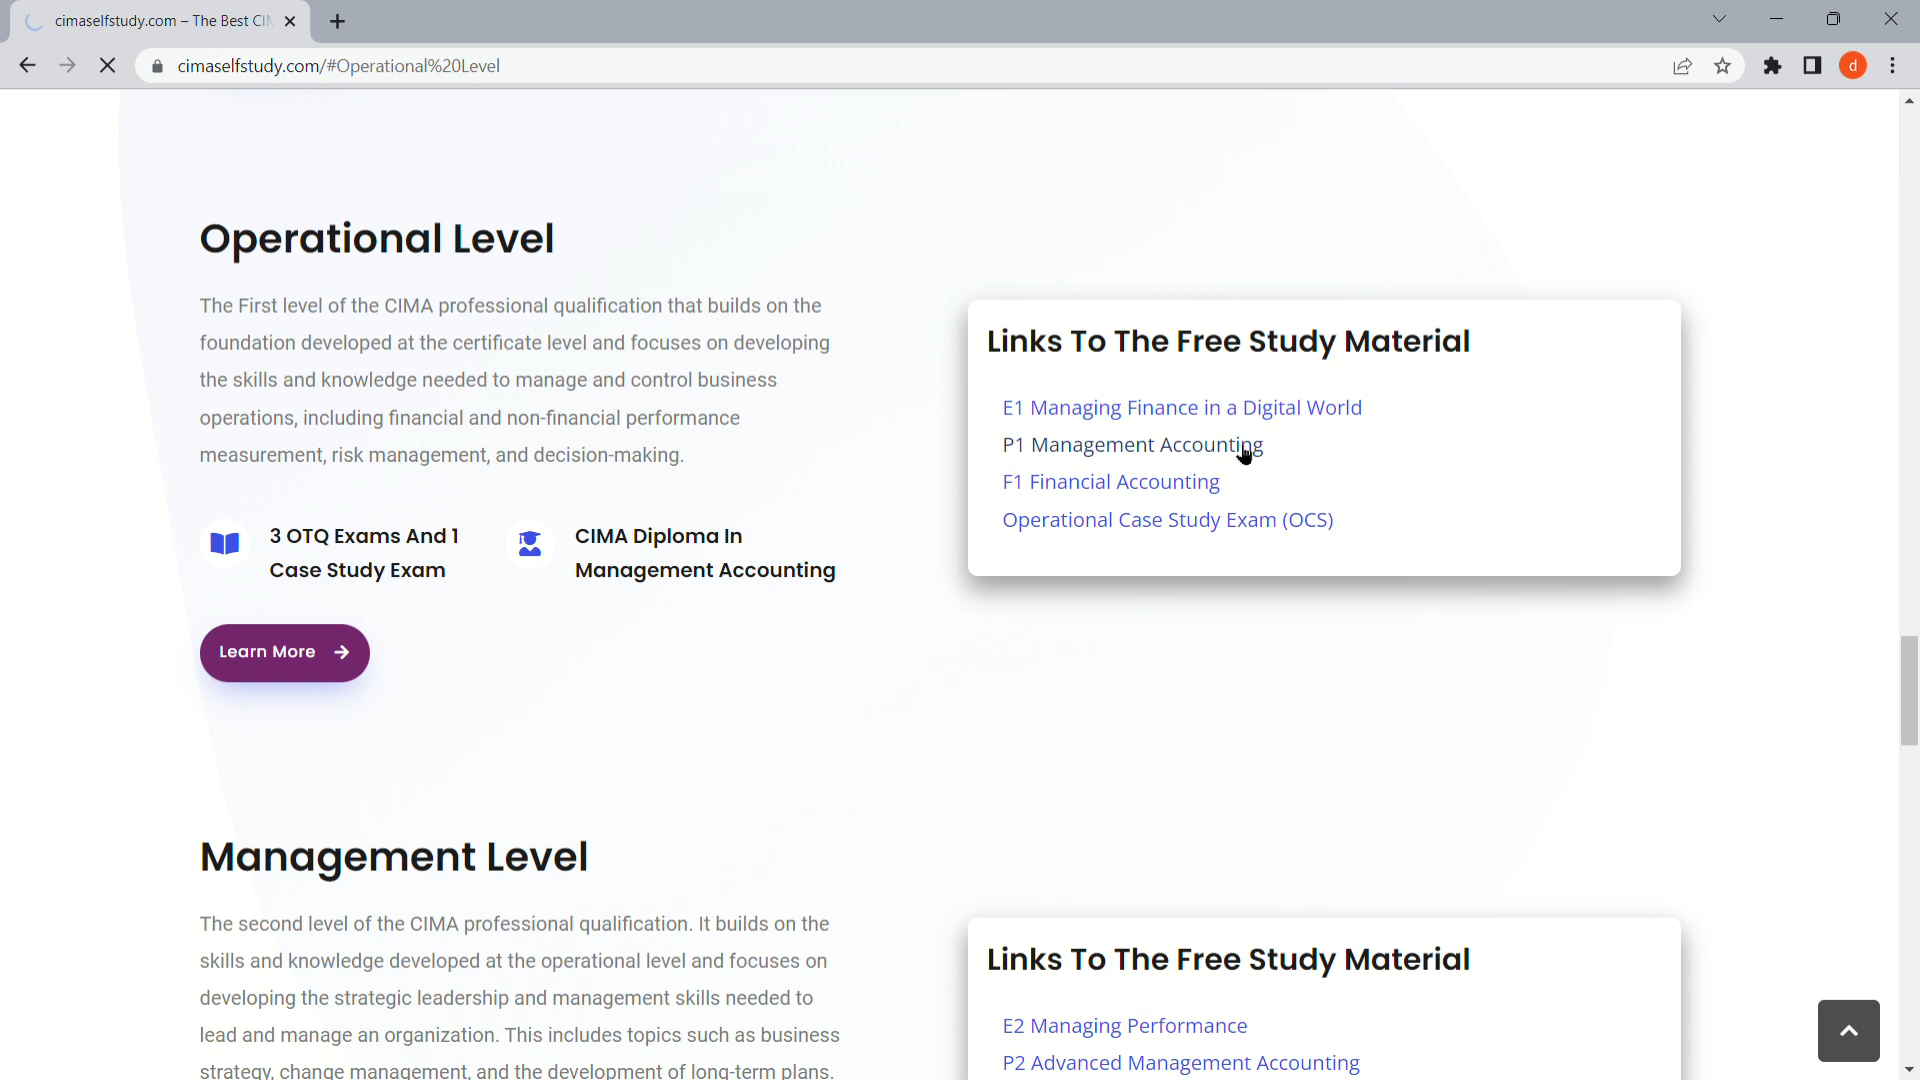 cimaselfstudy.com – The Best CI
cimaselfstudy.com/#Operational%20Level
d
Operational Level
The First level of the CIMA professional qualification that builds on the
foundation developed at the certificate level and focuses on developing
the skills and knowledge needed to manage and control business
operations, including financial and non-financial performance
measurement, risk management, and decision-making.
3 OTQ Exams And 1
Case Study Exam
CIMA Diploma In
Management Accounting
Learn More
Links To The Free Study Material
E1 Managing Finance in a Digital World
P1 Management Accounting
F1 Financial Accounting
Operational Case Study Exam (OCS)
Management Level
The second level of the CIMA professional qualification. It builds on the
skills and knowledge developed at the operational level and focuses on
developing the strategic leadership and management skills needed to
lead and manage an organization. This includes topics such as business
strategy, change management, and the development of long-term plans.
Links To The Free Study Material
E2 Managing Performance
P2 Advanced Management Accounting